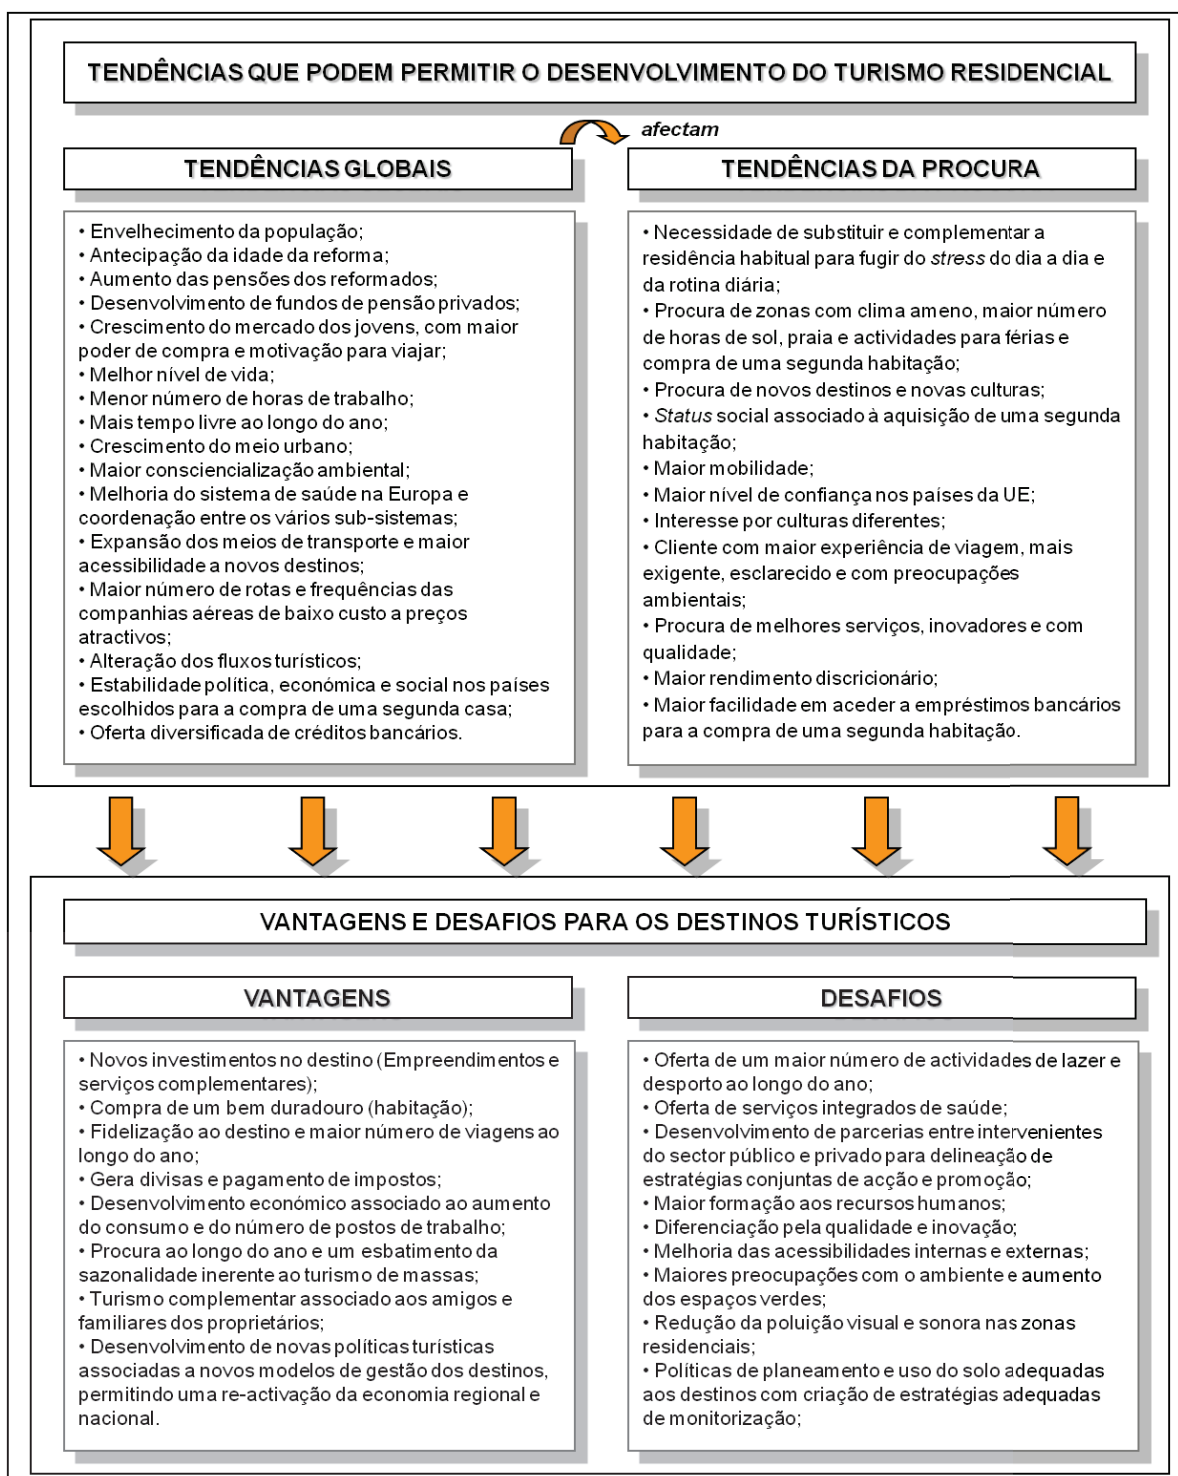 TENDÊNCIAS QUE PODEM PERMITIR O DESENVOLVIMENTO DO TURISMO RESIDENCIAL
afectam
TENDÊNCIAS GLOBAIS
• Envelhecimento da população;
• Antecipação da idade da reforma;
• Aumento das pensões dos reformados;
• Desenvolvimento de fundos de pensão privados;
• Crescimento do mercado dos jovens, com maior
poder de compra e motivação para viajar;
• Melhor nível de vida;
• Menor número de horas de trabalho;
• Mais tempo livre ao longo do ano;
• Crescimento do meio urbano;
• Maior consciencialização ambiental;
• Melhoria do sistema de saúde na Europa e
coordenação entre os vários sub-sistemas;
• Expansão dos meios de transporte e maior
acessibilidade a novos destinos;
• Maior número de rotas e frequências das
companhias aéreas de baixo custo a preços
atractivos;
• Alteração dos fluxos turísticos;
• Estabilidade política, económica e social nos países
escolhidos para a compra de uma segunda casa;
• Oferta diversificada de créditos bancários.
TENDÊNCIAS DA PROCURA
• Necessidade de substituir e complementar a
residência habitual para fugir do stress do dia a dia e
da rotina diária;
• Procura de zonas com clima ameno, maior número
de horas de sol, praia e actividades para férias e
compra de uma segunda habitação;
• Procura de novos destinos e novas culturas;
• Status social associado à aquisição de uma segunda
habitação;
• Maior mobilidade;
• Maior nível de confiança nos países da UE;
• Interesse por culturas diferentes;
• Cliente com maior experiência de viagem, mais
exigente, esclarecido e com preocupações
ambientais;
• Procura de melhores serviços, inovadores e com
qualidade;
• Maior rendimento discricionário;
• Maior facilidade em aceder a empréstimos bancários
para a compra de uma segunda habitação.
VANTAGENS E DESAFIOS PARA OS DESTINOS TURÍSTICOS
VANTAGENS
• Novos investimentos no destino (Empreendimentos e
serviços complementares);
• Compra de um bem duradouro (habitação);
• Fidelização ao destino e maior número de viagens ao
longo do ano;
• Gera divisas e pagamento de impostos;
• Desenvolvimento económico associado ao aumento
do consumo e do número de postos de trabalho;
• Procura ao longo do ano e um esbatimento da
sazonalidade inerente ao turismo de massas;
• Turismo complementar associado aos amigos e
familiares dos proprietários;
• Desenvolvimento de novas políticas turísticas
associadas a novos modelos de gestão dos destinos,
permitindo uma re-activação da economia regional e
nacional.
DESAFIOS
• Oferta de um maior número de actividades de lazer e
desporto ao longo do ano;
• Oferta de serviços integrados de saúde;
• Desenvolvimento de parcerias entre intervenientes
do sector público e privado para delineação de
estratégias conjuntas de acção e promoção;
• Maior formação aos recursos humanos;
• Diferenciação pela qualidade e inovação;
• Melhoria das acessibilidades internas e externas;
• Maiores preocupações com o ambiente e aumento
dos espaços verdes;
• Redução da poluição visual e sonora nas zonas
residenciais;
• Políticas de planeamento e uso do solo adequadas
aos destinos com criação de estratégias adequadas
de monitorização;